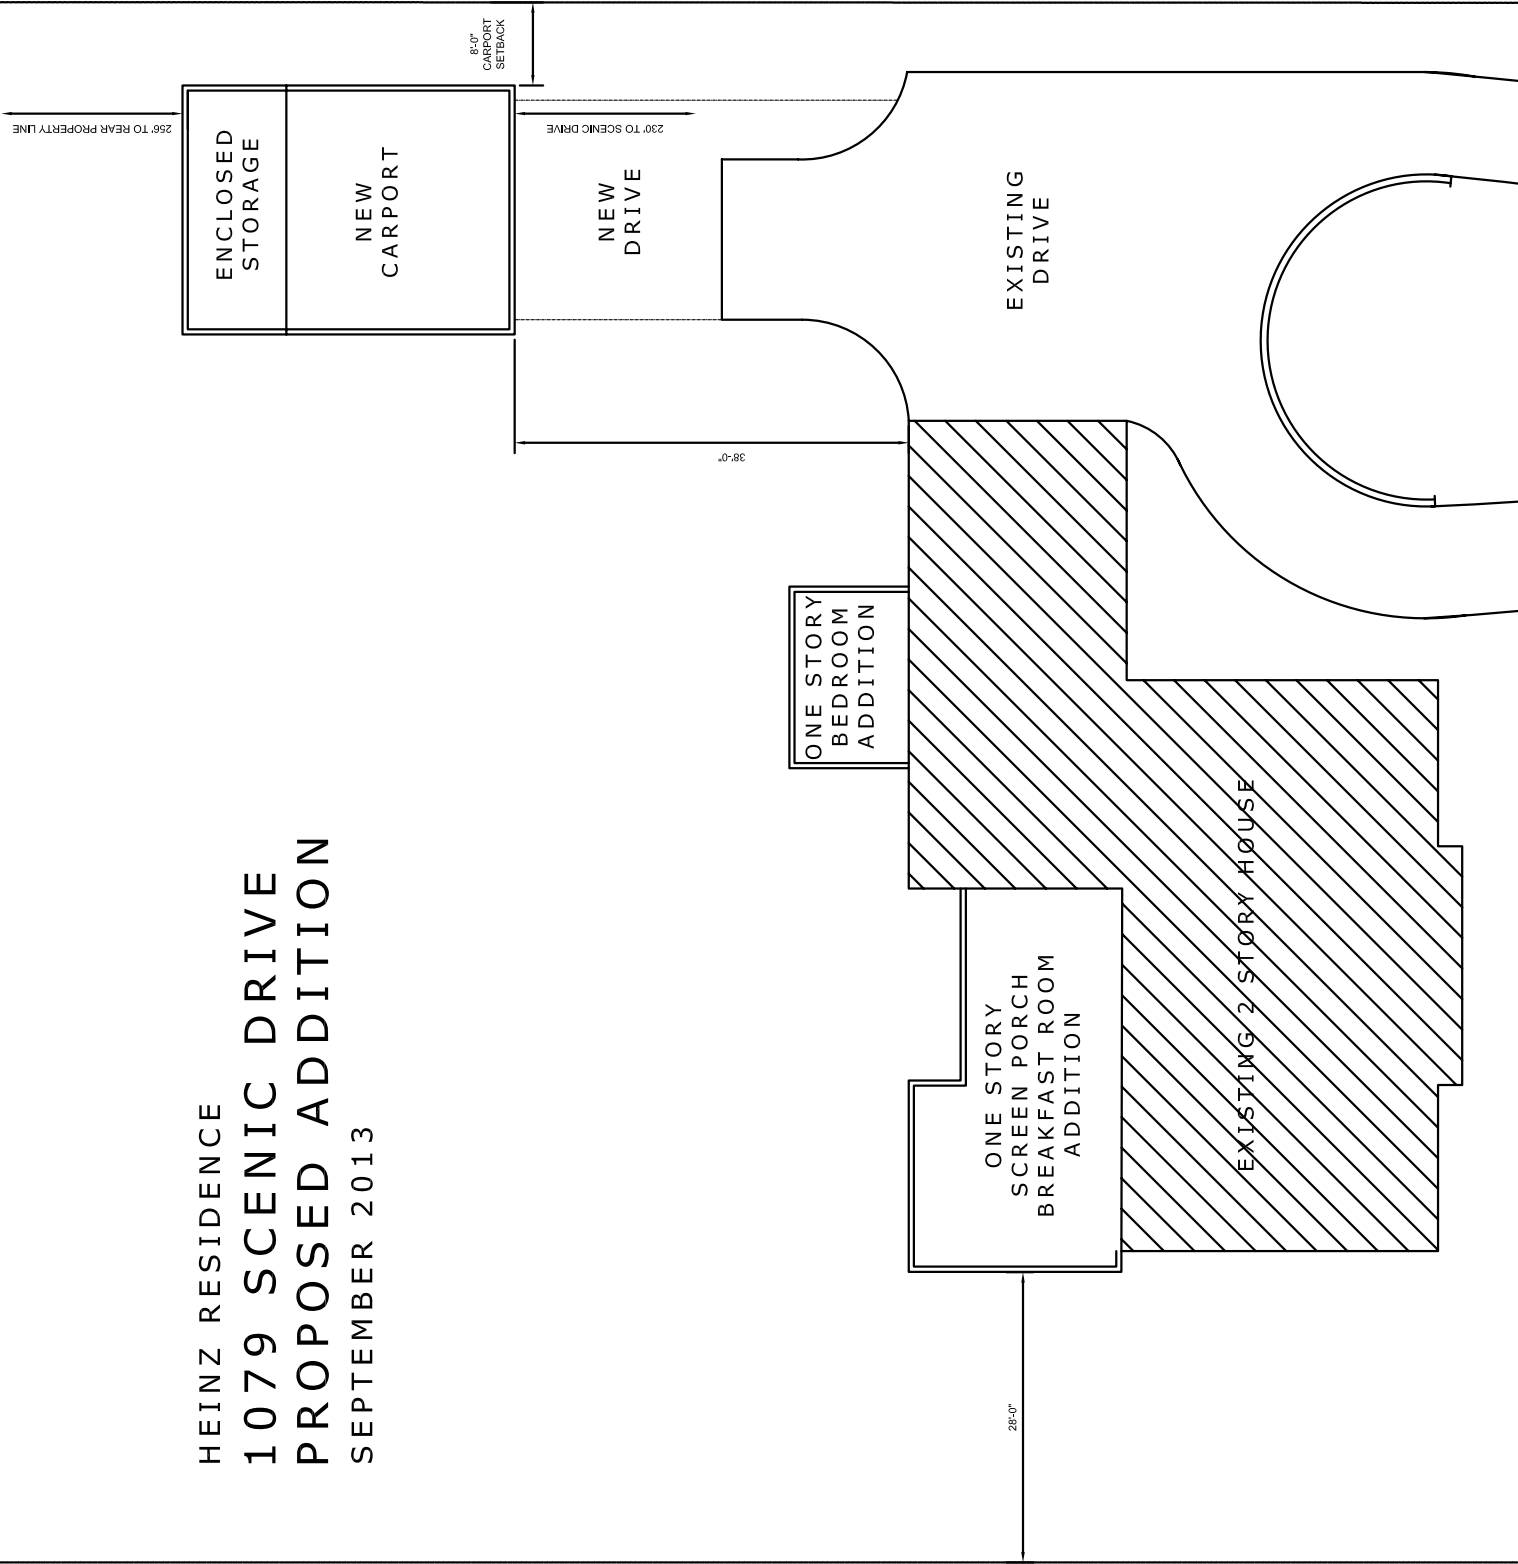 HEINZ RESIDENCE
1079 SCENIC DRIVE
PROPOSED ADDITION
SEPTEMBER 2013
256' TO REAR PROPERTY LINE
8'-0"
CARPORT
SETBACK
ENCLOSED
STORAGE
NEW
CARPORT
230' TO SCENIC DRIVE
NEW
DRIVE
38'-0"
EXISTING
DRIVE
ONE STORY
BEDROOM
ADDITION
ONE STORY
SCREEN PORCH
BREAKFAST ROOM
ADDITION
EXISTING 2 STORY HOUSE
28'-0"